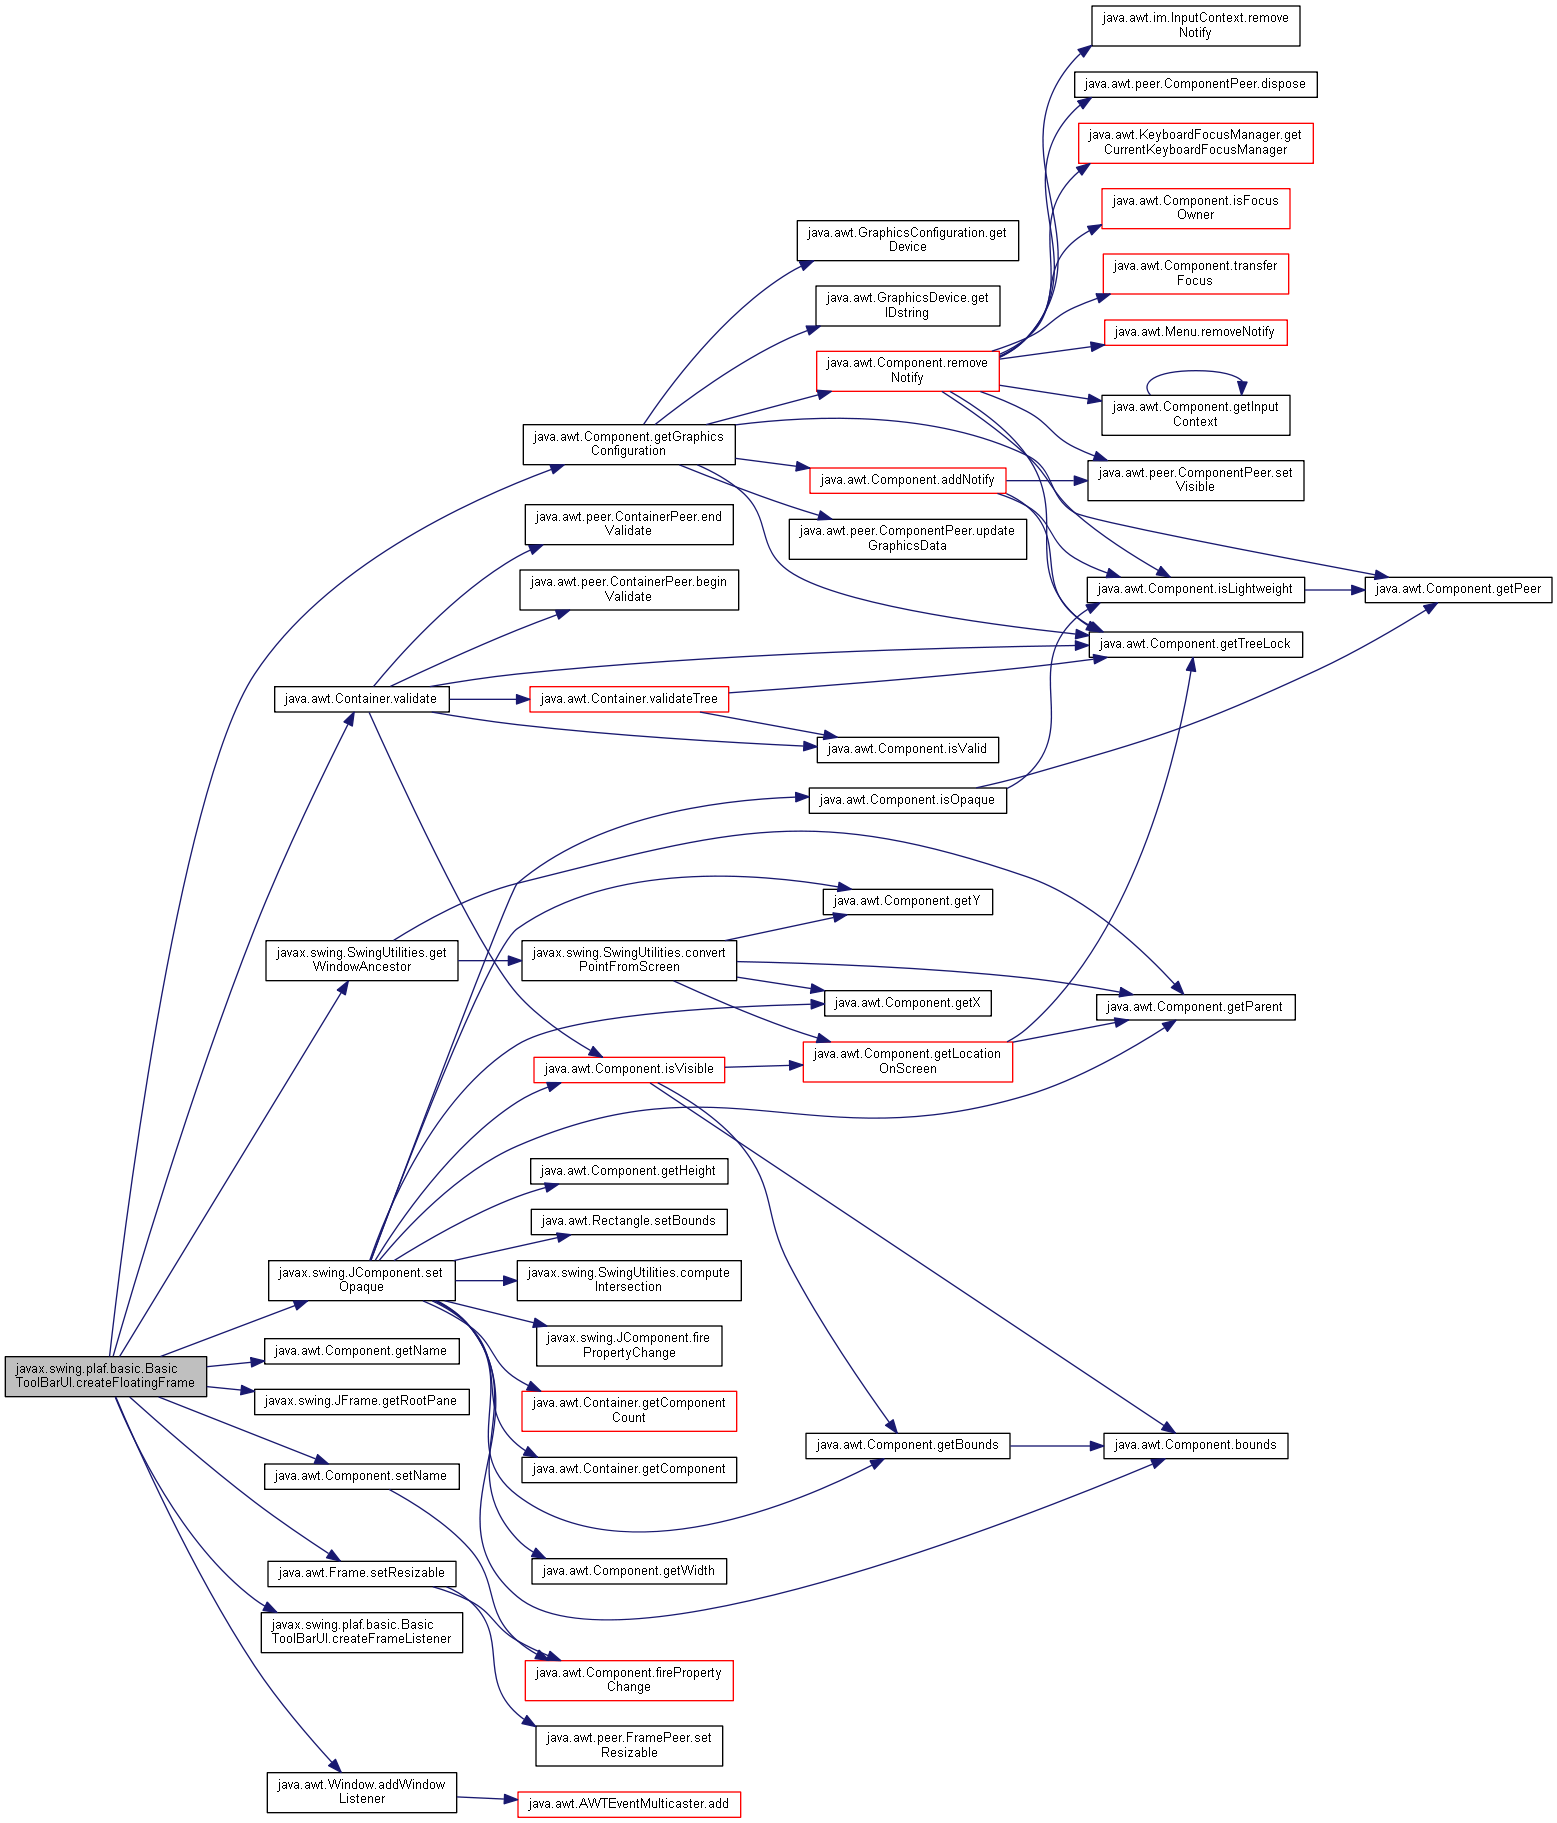 java.awt.im.InputContext.remove
Notify
java.awt.peer.ComponentPeer.dispose
java.awt.KeyboardFocusManager.get
CurrentKeyboardFocusManager
java.awt.Component.isFocus
Owner
java.awt.GraphicsConfiguration.get
Device
java.awt.Component.transfer
Focus
java.awt.GraphicsDevice.get
IDstring
java.awt.Menu.removeNotify
java.awt.Component.remove
Notify
java.awt.Component.getInput
Context
java.awt.Component.getGraphics
Configuration
java.awt.Component.addNotify
java.awt.peer.ComponentPeer.set
Visible
java.awt.peer.ContainerPeer.end
Validate
java.awt.peer.ComponentPeer.update
GraphicsData
java.awt.peer.ContainerPeer.begin
Validate
java.awt.Component.isLightweight
java.awt.Component.getPeer
java.awt.Component.getTreeLock
java.awt.Container.validate
java.awt.Container.validateTree
java.awt.Component.isValid
java.awt.Component.isOpaque
java.awt.Component.getY
javax.swing.SwingUtilities.get
WindowAncestor
javax.swing.SwingUtilities.convert
PointFromScreen
java.awt.Component.getX
java.awt.Component.getParent
java.awt.Component.getLocation
OnScreen
java.awt.Component.isVisible
java.awt.Component.getHeight
java.awt.Rectangle.setBounds
javax.swing.JComponent.set
Opaque
javax.swing.SwingUtilities.compute
Intersection
javax.swing.JComponent.fire
PropertyChange
java.awt.Component.getName
javax.swing.plaf.basic.Basic
ToolBarUI.createFloatingFrame
javax.swing.JFrame.getRootPane
java.awt.Container.getComponent
Count
java.awt.Component.getBounds
java.awt.Component.bounds
java.awt.Container.getComponent
java.awt.Component.setName
java.awt.Component.getWidth
java.awt.Frame.setResizable
javax.swing.plaf.basic.Basic
ToolBarUI.createFrameListener
java.awt.Component.fireProperty
Change
java.awt.peer.FramePeer.set
Resizable
java.awt.Window.addWindow
Listener
java.awt.AWTEventMulticaster.add